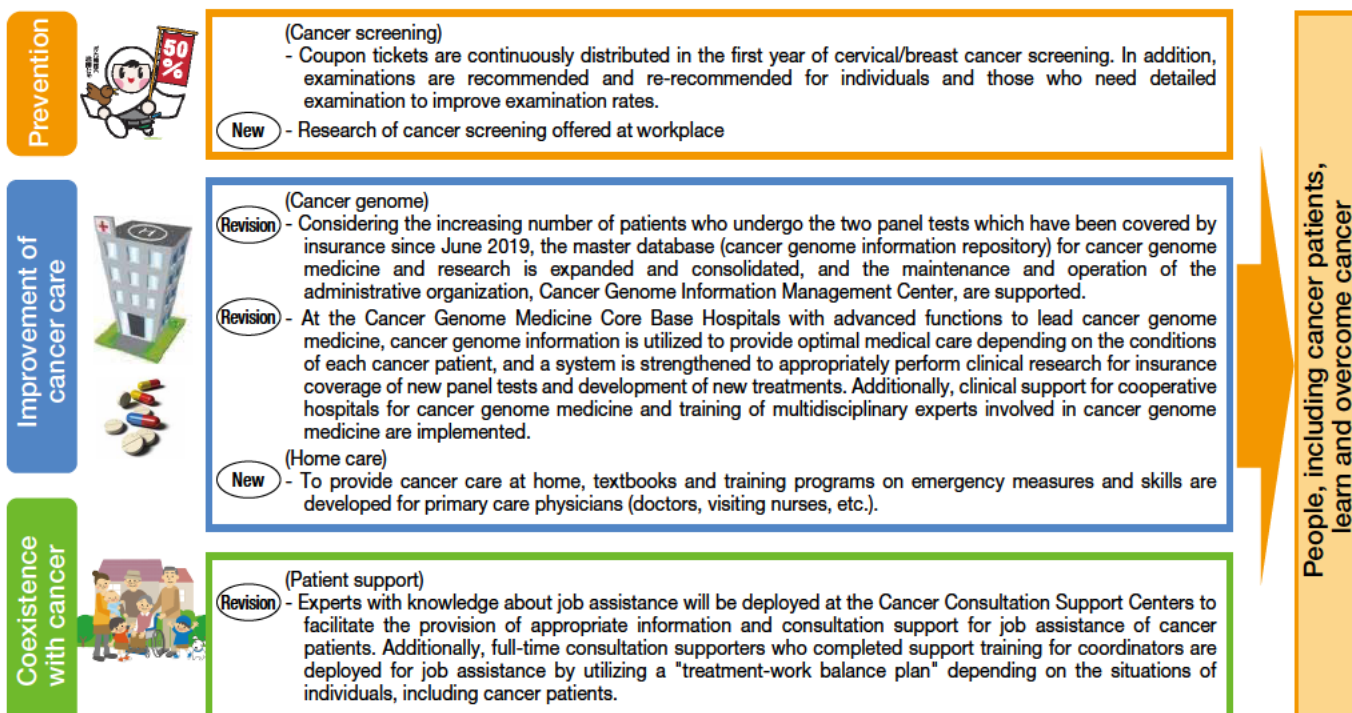 Prevention
50%
(Cancer screening)
- Coupon tickets are continuously distributed in the first year of cervical/breast cancer screening. In addition,
examinations are recommended and re-recommended for individuals and those who need detailed
examination to improve examination rates.
New - Research of cancer screening offered at workplace
Improvement of
cancer care
H
(Cancer genome)
Revision - Considering the increasing number of patients who undergo the two panel tests which have been covered by
insurance since June 2019, the master database (cancer genome information repository) for cancer genome
medicine and research is expanded and consolidated, and the maintenance and operation of the
administrative organization, Cancer Genome Information Management Center, are supported.
Revision - At the Cancer Genome Medicine Core Base Hospitals with advanced functions to lead cancer genome
medicine, cancer genome information is utilized to provide optimal medical care depending on the conditions
of each cancer patient, and a system is strengthened to appropriately perform clinical research for insurance
coverage of new panel tests and development of new treatments. Additionally, clinical support for cooperative
hospitals for cancer genome medicine and training of multidisciplinary experts involved in cancer genome
medicine are implemented.
(Home care)
New - To provide cancer care at home, textbooks and training programs on emergency measures and skills are
developed for primary care physicians (doctors, visiting nurses, etc.).
Coexistence
with cancer
(Patient support)
Revision - Experts with knowledge about job assistance will be deployed at the Cancer Consultation Support Centers to
facilitate the provision of appropriate information and consultation support for job assistance of cancer
patients. Additionally, full-time consultation supporters who completed support training for coordinators are
deployed for job assistance by utilizing a "treatment-work balance plan" depending on the situations of
individuals, including cancer patients.
People, including cancer patients,
learn and overcome cancer